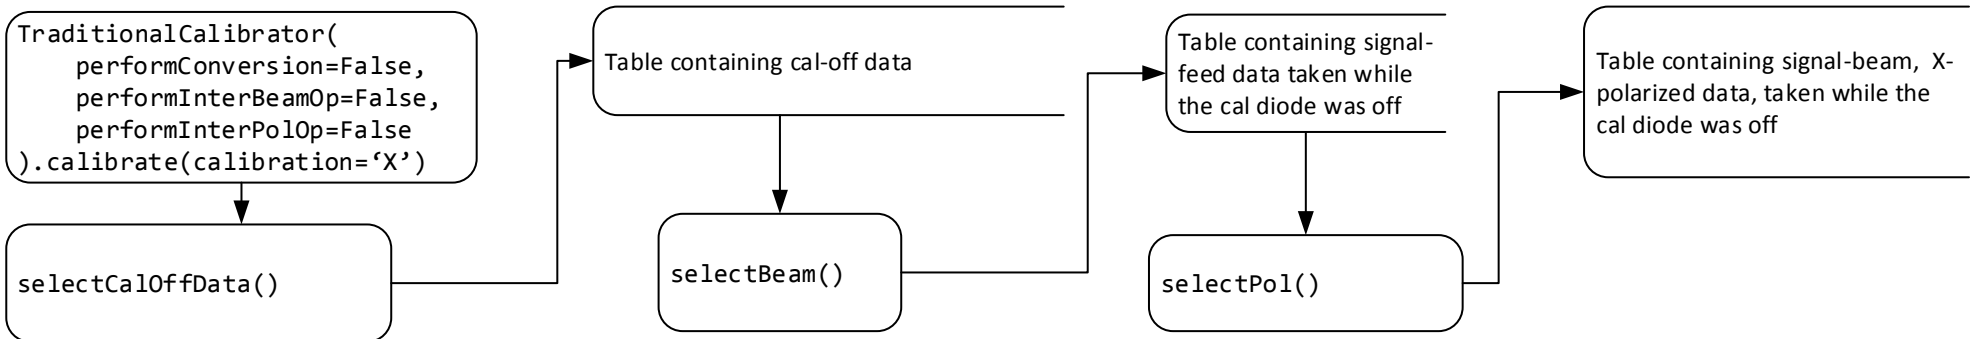 TraditionalCalibrator(
    performConversion=False,
    performInterBeamOp=False,
    performInterPolOp=False
).calibrate(calibration=‘X’)
selectCalOffData()
Table containing cal-off data
selectBeam()
Table containing signal-
feed data taken while
the cal diode was off
selectPol()
Table containing signal-beam,  X-
polarized data, taken while the
cal diode was off